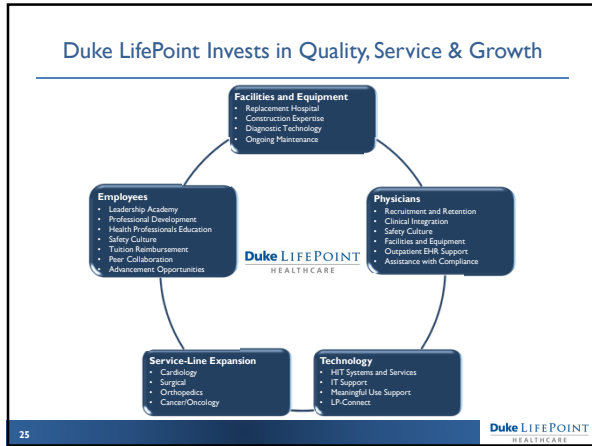 Duke LifePoint Invests in Quality, Service & Growth
Facilities and Equipment
• Replacement Hospital
• Construction Expertise
• Diagnostic Technology
• Ongoing Maintenance
Employees
• Leadership Academy
• Professional Development
• Health Professionals Education
• Safety Culture
• Tuition Reimbursement
• Peer Collaboration
• Advancement Opportunities
Physicians
• Recruitment and Retention
• Clinical Integration
• Safety Culture
• Facilities and Equipment
• Outpatient EHR Support
• Assistance with Compliance
Duke LIFEPOINT
HEALTHCARE
Service-Line Expansion
• Cardiology
• Surgical
• Orthopedics
• Cancer/Oncology
Technology
• HIT Systems and Services
• IT Support
• Meaningful Use Support
• LP-Connect
25
Duke LIFEPOINT
HEALTHCARE